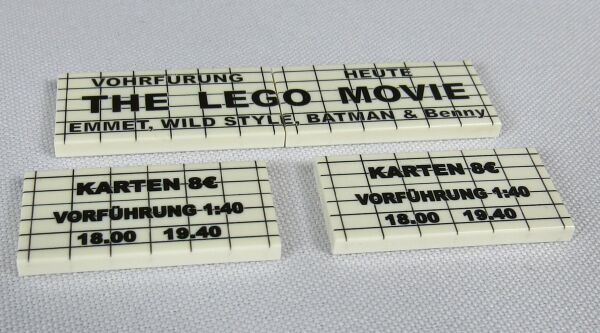 VOHRFÜRUNG HEUTE
THE LEGO MOVIE
EMMET, WILD STYLE, BATMAN & Benny
KARTEN 8€
VORFÜHRUNG 1:40
18.00 19.40
KARTEN 8€
VORFÜHRUNG 1:40
18.00 19.40